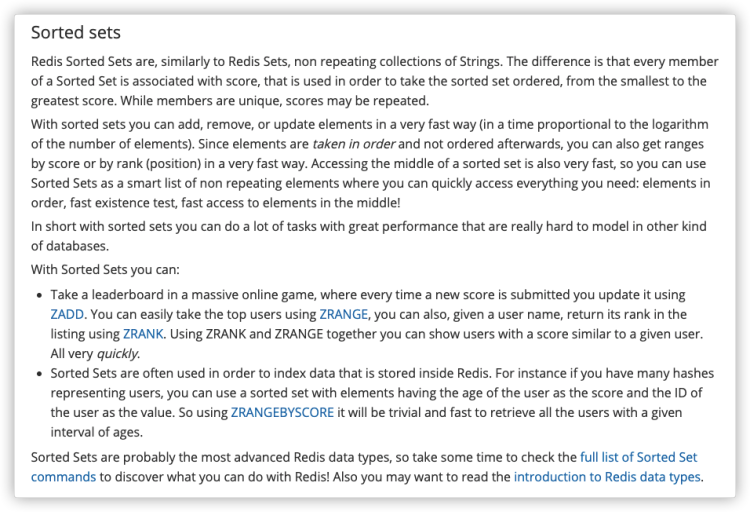 Sorted sets
Redis Sorted Sets are, similarly to Redis Sets, non repeating collections of Strings. The difference is that every member
of a Sorted Set is associated with score, that is used in order to take the sorted set ordered, from the smallest to the
greatest score. While members are unique, scores may be repeated.
With sorted sets you can add, remove, or update elements in a very fast way (in a time proportional to the logarithm
of the number of elements). Since elements are taken in order and not ordered afterwards, you can also get ranges
by score or by rank (position) in a very fast way. Accessing the middle of a sorted set is also very fast, so you can use
Sorted Sets as a smart list of non repeating elements where you can quickly access everything you need: elements in
order, fast existence test, fast access to elements in the middle!
In short with sorted sets you can do a lot of tasks with great performance that are really hard to model in other kind
of databases.
With Sorted Sets you can:
• Take a leaderboard in a massive online game, where every time a new score is submitted you update it using
ZADD. You can easily take the top users using ZRANGE, you can also, given a user name, return its rank in the
listing using ZRANK. Using ZRANK and ZRANGE together you can show users with a score similar to a given user.
All very quickly.
• Sorted Sets are often used in order to index data that is stored inside Redis. For instance if you have many hashes
representing users, you can use a sorted set with elements having the age of the user as the score and the ID of
the user as the value. So using ZRANGEBYSCORE it will be trivial and fast to retrieve all the users with a given
interval of ages.
Sorted Sets are probably the most advanced Redis data types, so take some time to check the full list of Sorted Set
commands to discover what you can do with Redis! Also you may want to read the introduction to Redis data types.